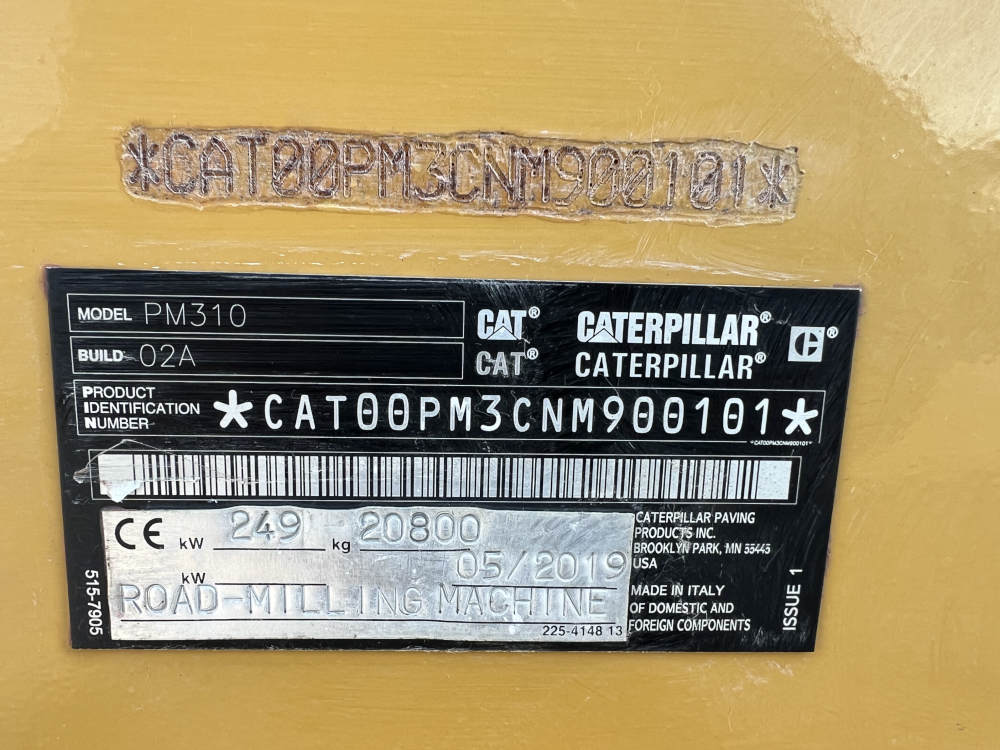 *CAT00PM3CNM900101*
MODEL PM310
BUILD 02A
CAT® CATERPILLAR®
CAT® CATERPILLAR®
PRODUCT
IDENTIFICATION
NUMBER
*CAT00PM3CNM900101*
*CAT00PM3CNM900101*
CE kW 249 kg 20800
kW 05/2019
ROAD-MILLING MACHINE
225-4148 13
CATERPILLAR PAVING
PRODUCTS INC.
BROOKLYN PARK, MN 55445
USA
MADE IN ITALY
OF DOMESTIC AND
FOREIGN COMPONENTS
515-7905
ISSUE 1